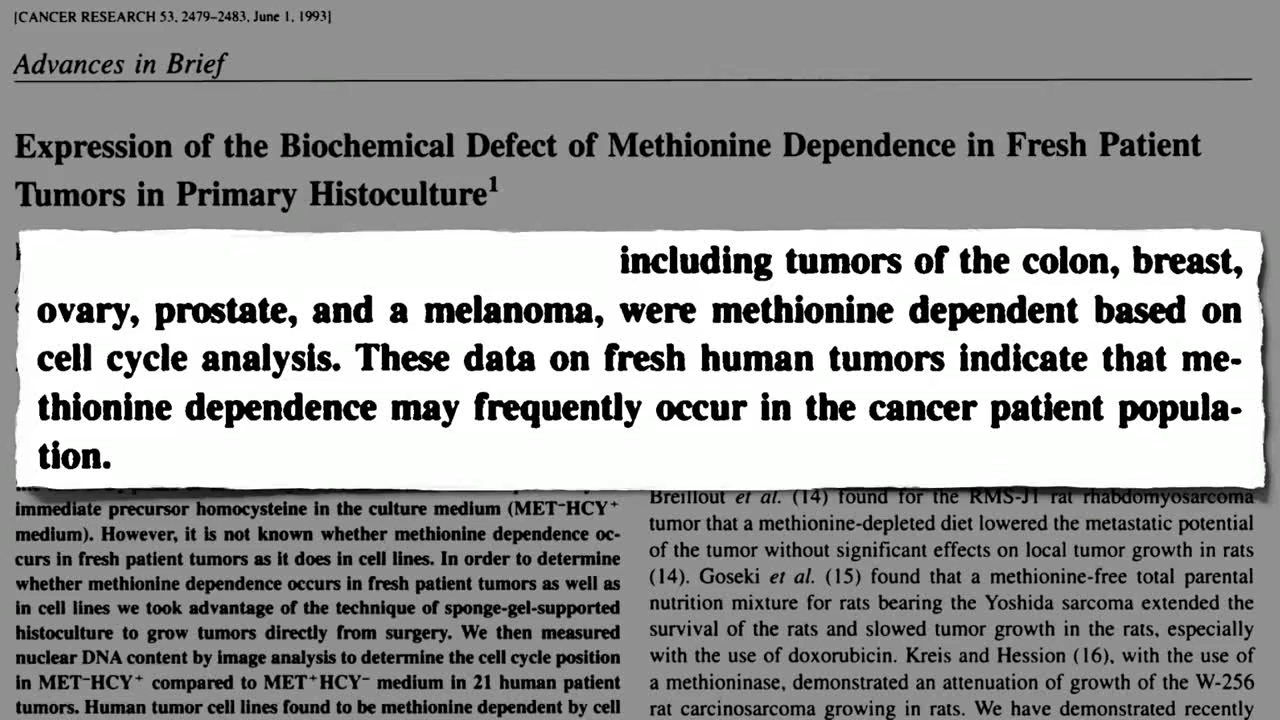 [CANCER RESEARCH 53, 2479–2483, June 1, 1993]
Advances in Brief
Expression of the Biochemical Defect of Methionine Dependence in Fresh Patient
Tumors in Primary Histoculture¹
including tumors of the colon, breast,
ovary, prostate, and a melanoma, were methionine dependent based on
cell cycle analysis. These data on fresh human tumors indicate that me-
thionine dependence may frequently occur in the cancer patient popula-
tion.
immediate precursor homocysteine in the culture medium (MET⁻HCY⁺
medium). However, it is not known whether methionine dependence oc-
curs in fresh patient tumors as it does in cell lines. In order to determine
whether methionine dependence occurs in fresh patient tumors as well as
in cell lines we took advantage of the technique of sponge-gel-supported
histoculture to grow tumors directly from surgery. We then measured
nuclear DNA content by image analysis to determine the cell cycle position
in MET⁻HCY⁺ compared to MET⁺HCY⁻ medium in 21 human patient
tumors. Human tumor cell lines found to be methionine dependent by cell
Breillout et al. (14) found for the RMS-J1 rat rhabdomyosarcoma
tumor that a methionine-depleted diet lowered the metastatic potential
of the tumor without significant effects on local tumor growth in rats
(14). Goseki et al. (15) found that a methionine-free total parental
nutrition mixture for rats bearing the Yoshida sarcoma extended the
survival of the rats and slowed tumor growth in the rats, especially
with the use of doxorubicin. Kreis and Hession (16), with the use of
a methioninase, demonstrated an attenuation of growth of the W-256
rat carcinosarcoma growing in rats. We have demonstrated recently